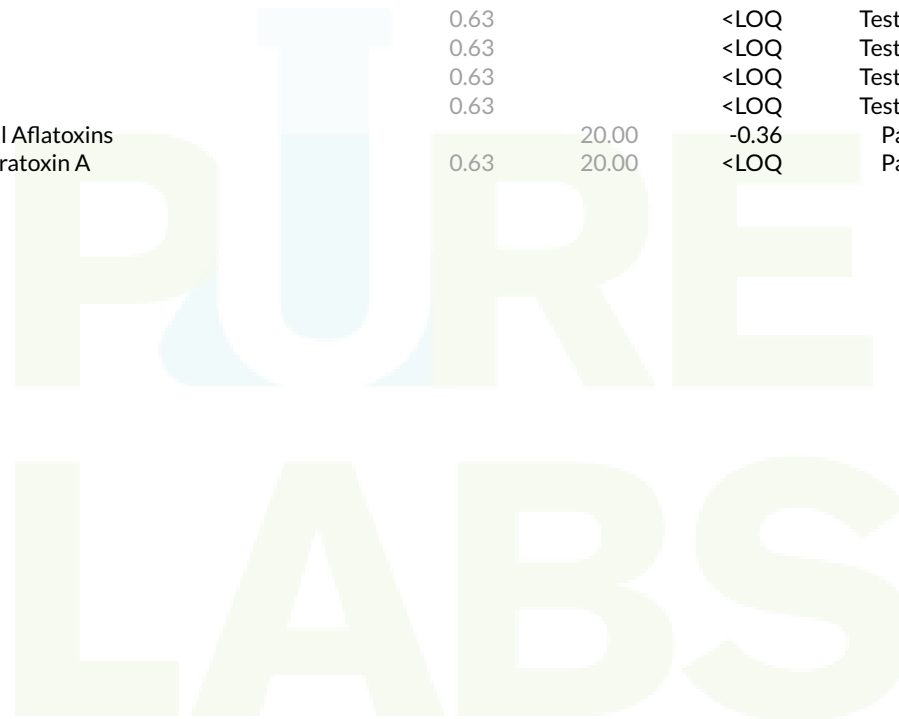 0.63 <LOQ Test
0.63 <LOQ Test
0.63 <LOQ Test
0.63 <LOQ Test
l Aflatoxins 20.00 -0.36 Pa
ratoxin A 0.63 20.00 <LOQ Pa
PURE
LABS